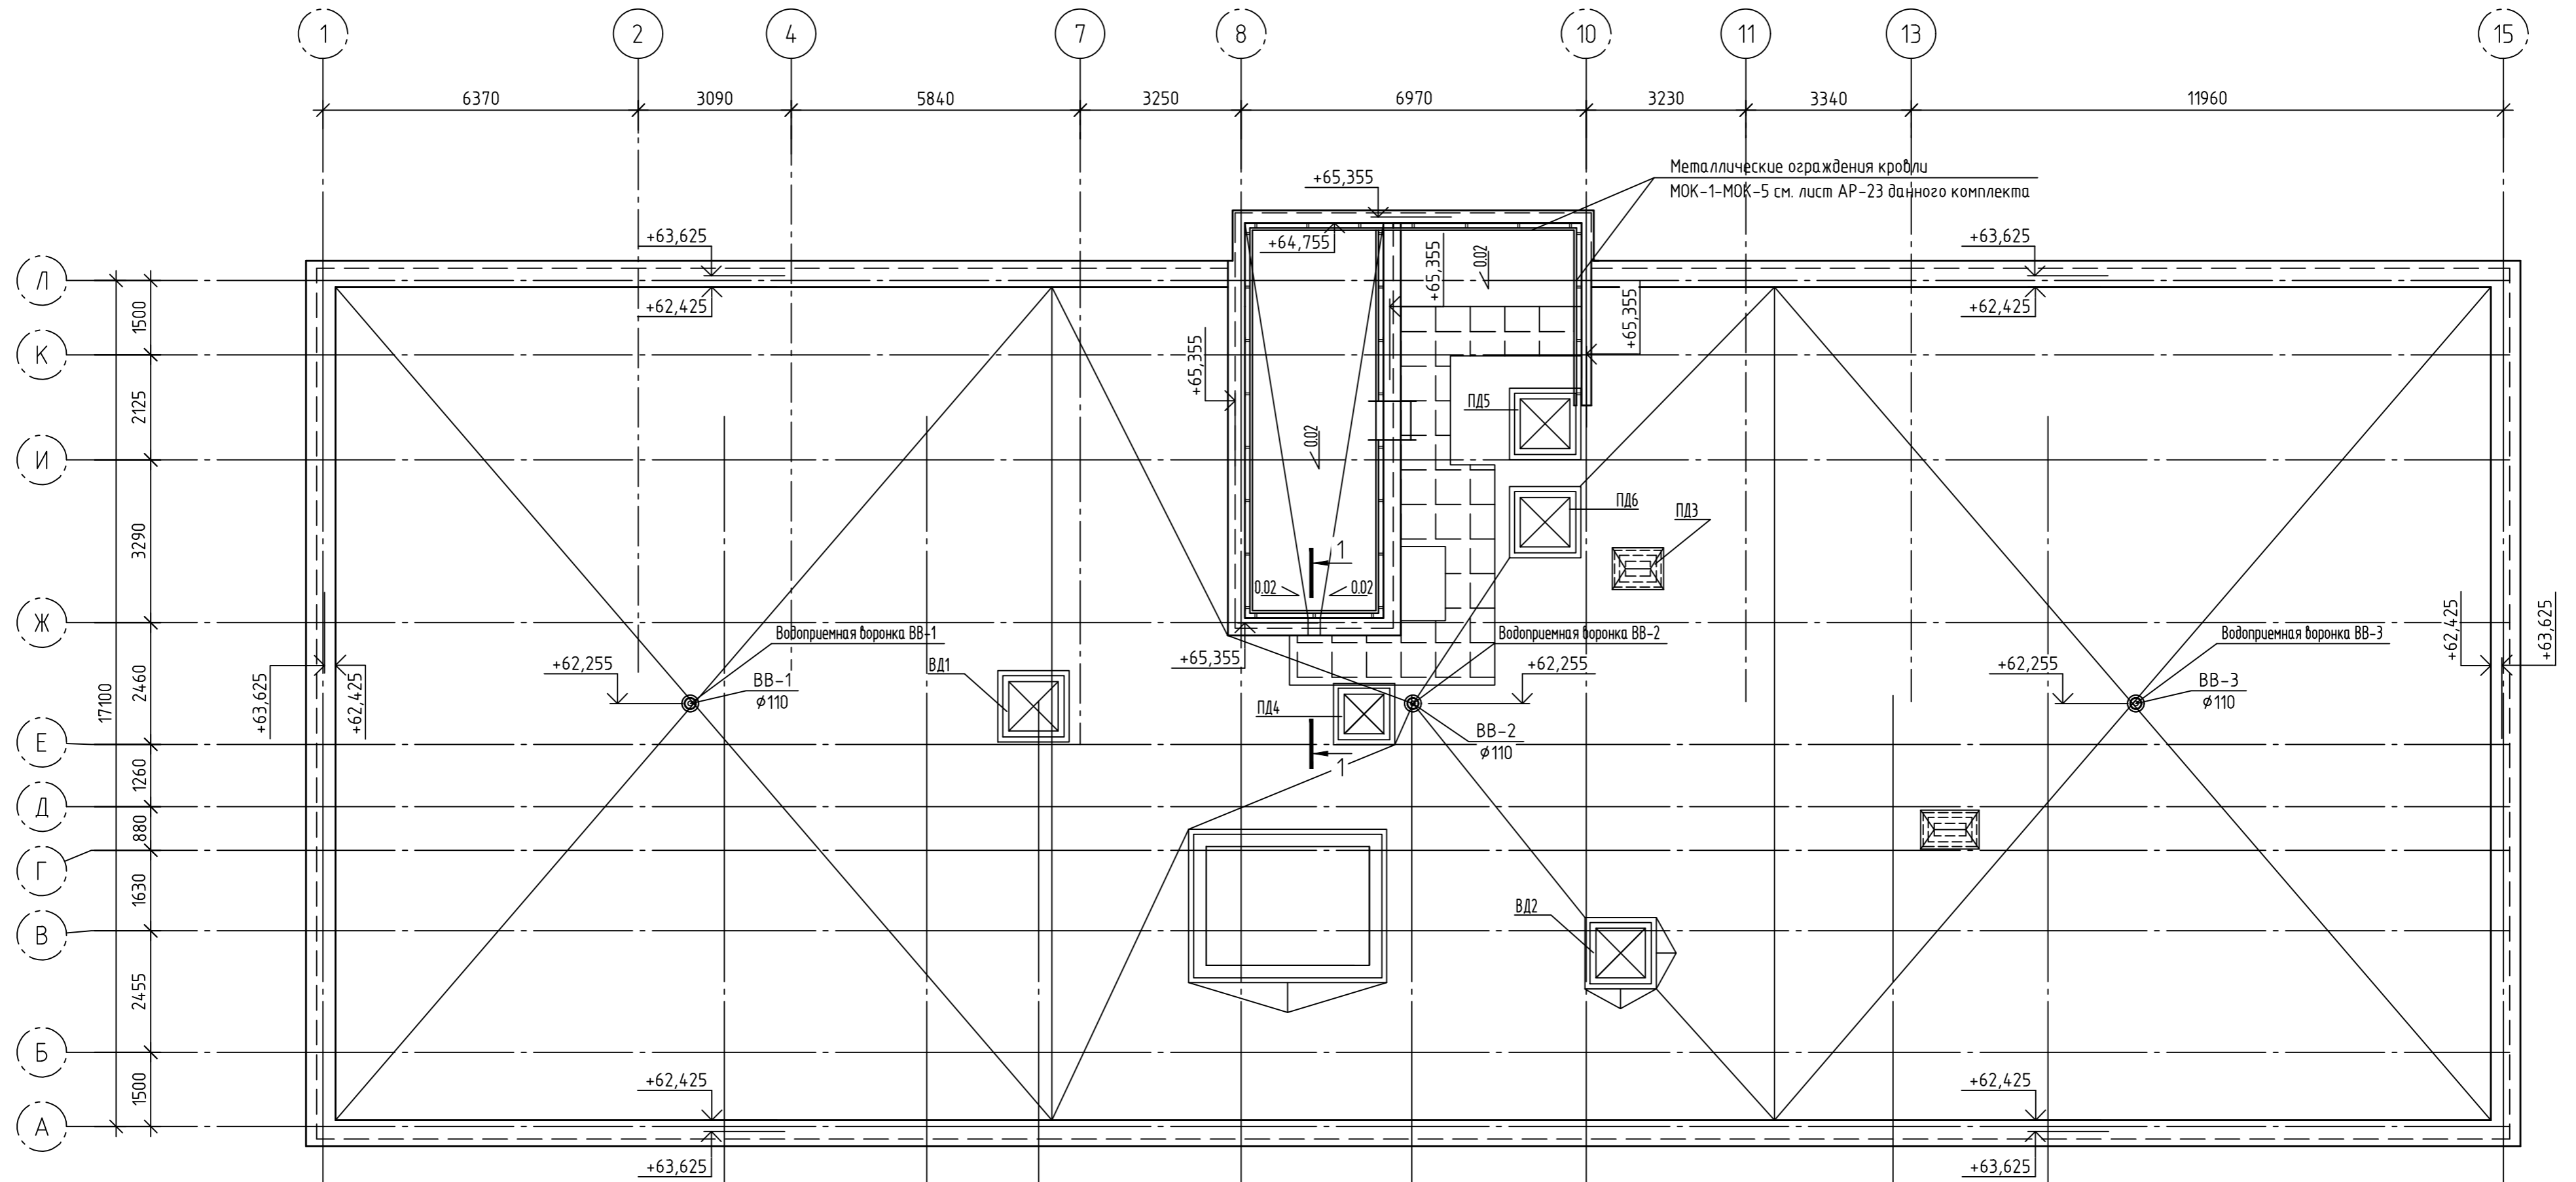 1
2
4
7
8
10
11
13
15
6370
3090
5840
3250
6970
3230
3340
11960
Металлические ограждения кровли
МОК-1-МОК-5 см. лист АР-23 данного комплекта
+65,355
+63,625
+64,755
+65,355
0.02
+63,625
Л
+62,425
+62,425
1500
+65,355
К
+65,355
2125
ПД5
0.02
И
ПД6
ПД3
3290
1
0.02
0.02
Ж
Водоприемная воронка ВВ-1
Водоприемная воронка ВВ-2
Водоприемная воронка ВВ-3
+62,425
+63,625
+62,255
ВД1
+65,355
+62,255
+62,255
2460
17100
+63,625
+62,425
ВВ-1
ϕ110
ПД4
ВВ-2
ϕ110
ВВ-3
ϕ110
Е
1
1260
Д
880
Г
1630
ВД2
В
2455
Б
+62,425
+62,425
1500
А
+63,625
+63,625